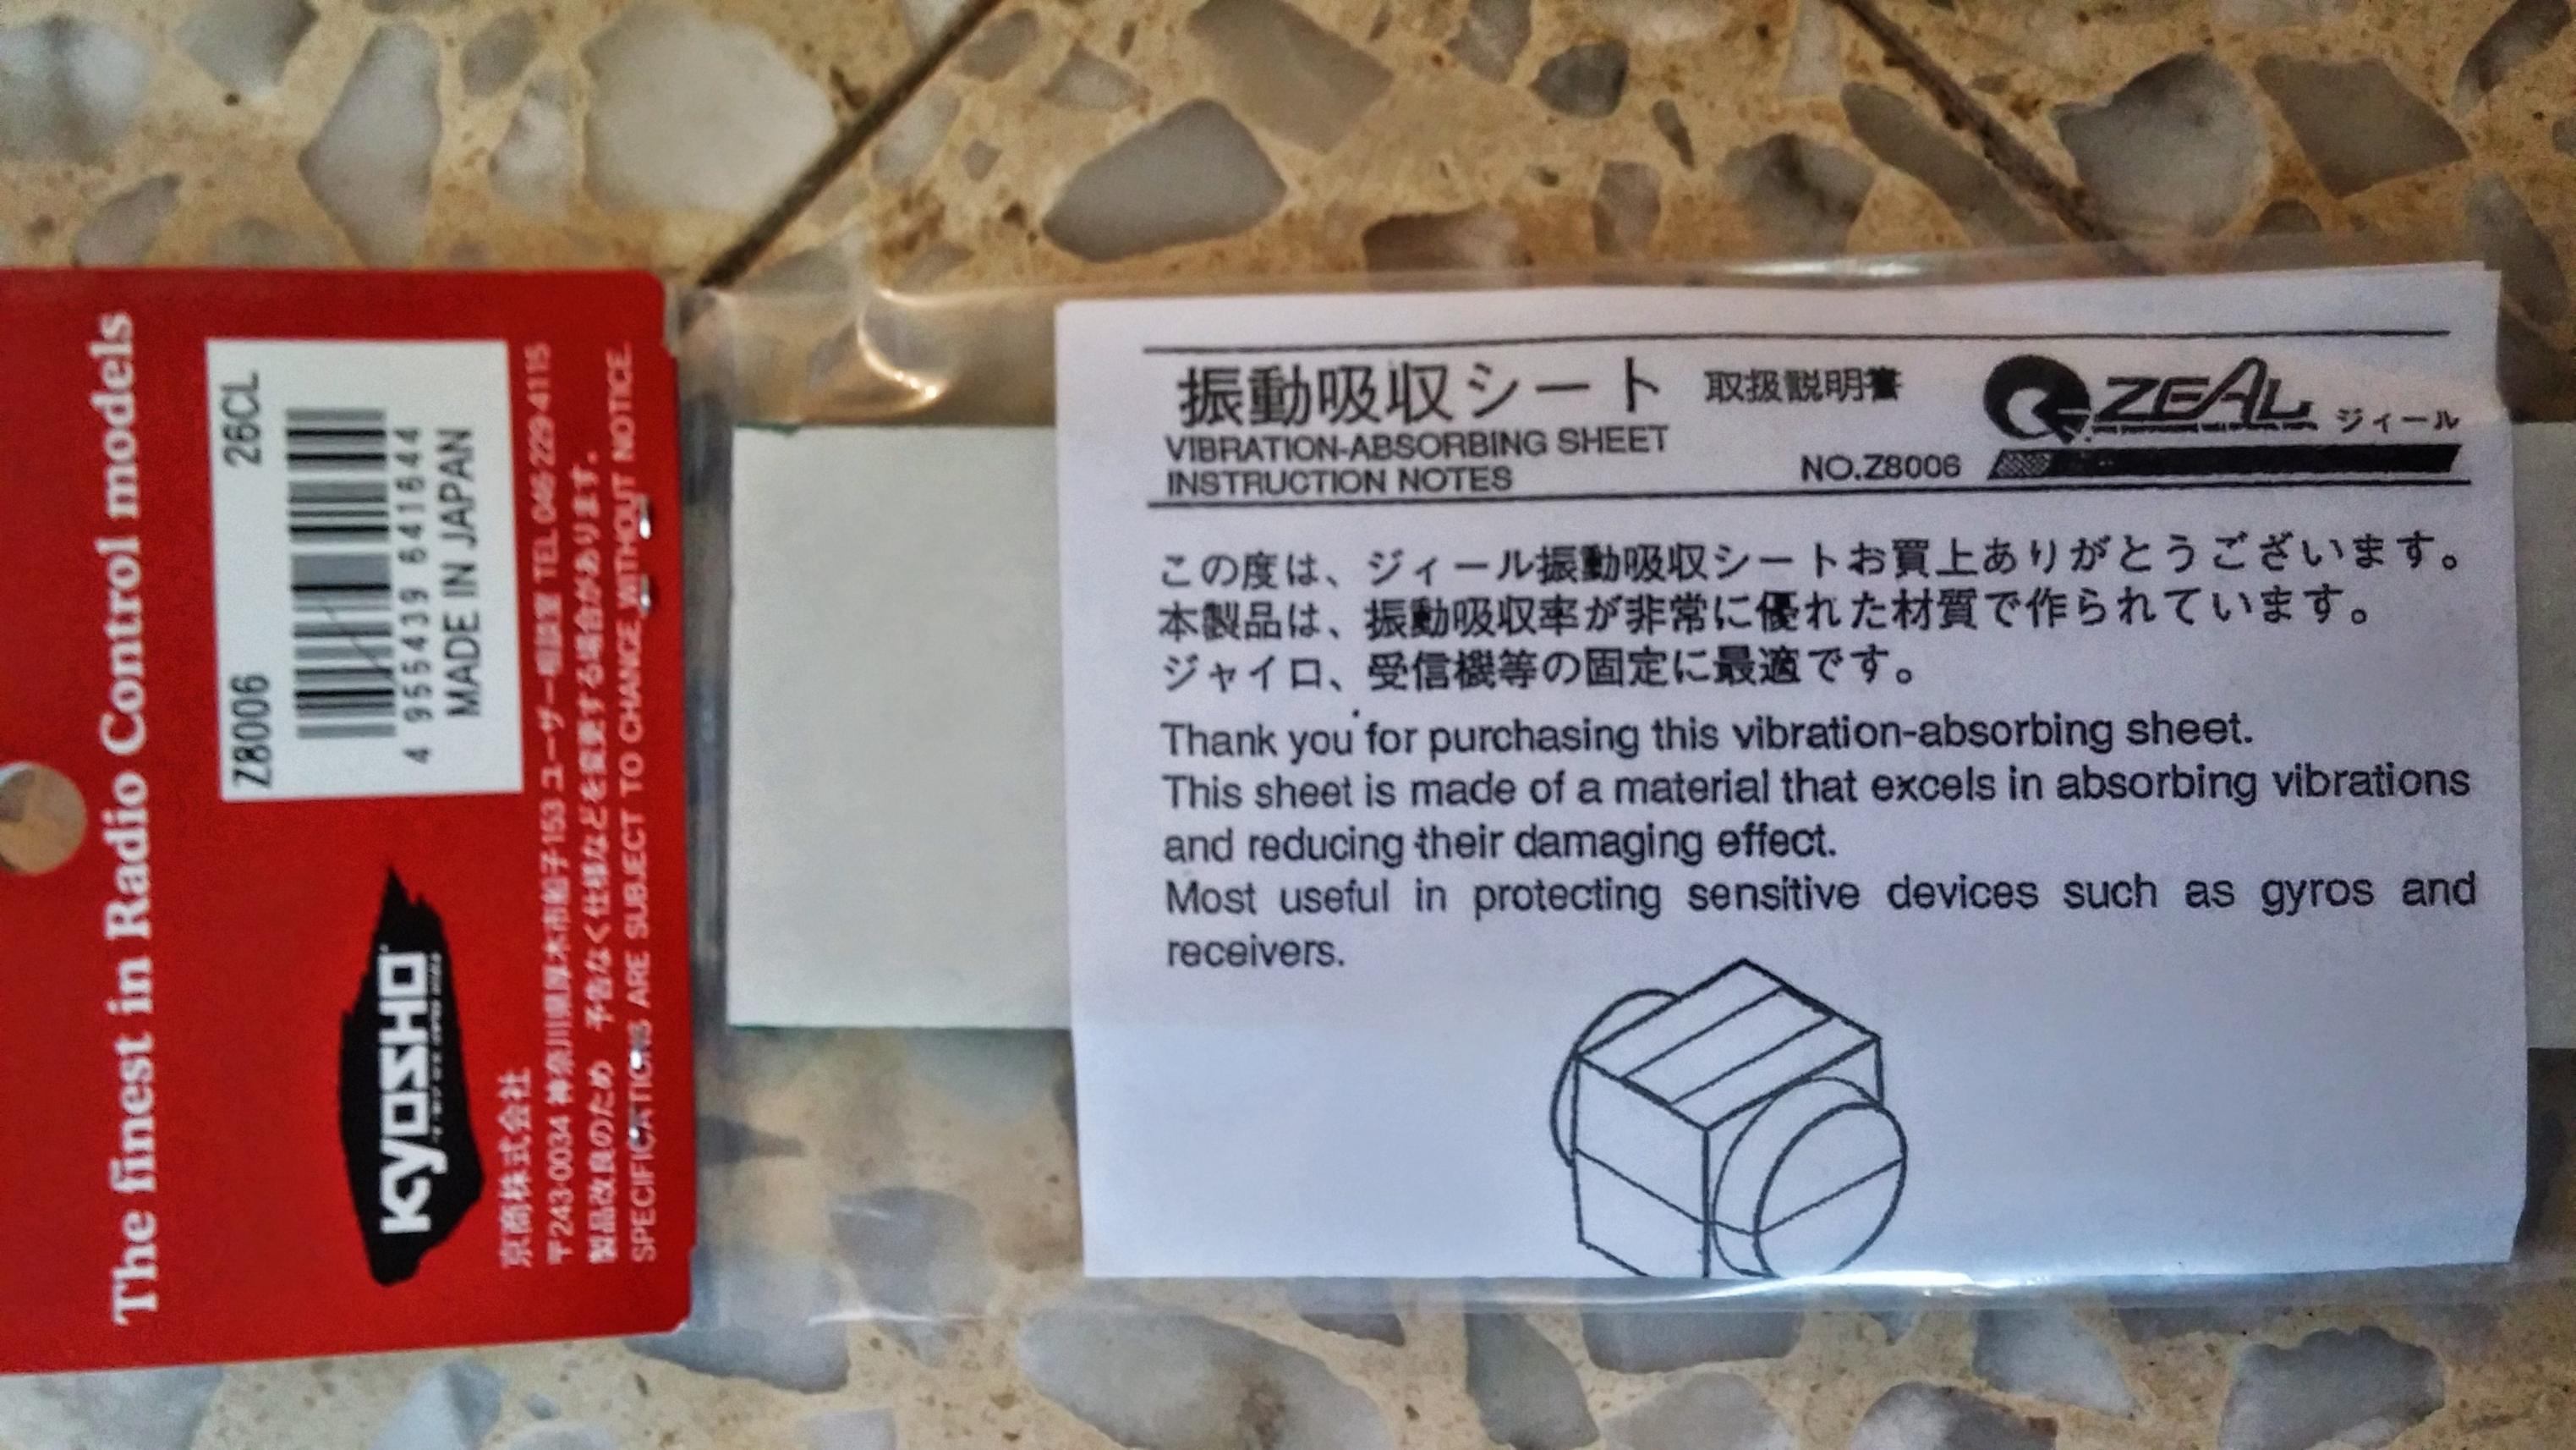 The finest in Radio Control models
Z8006 26CL
4 955439 641644
MADE IN JAPAN
KYOSHO
京商株式会社
〒243-0034 神奈川県厚木市船子153 ユーザー相談室 TEL 046-229-4115
製品改良のため 予告なく仕様などを変更する場合があります。
SPECIFICATIONS ARE SUBJECT TO CHANGE WITHOUT NOTICE.
振動吸収シート 取扱説明書
ZEAL ジィール
VIBRATION-ABSORBING SHEET
INSTRUCTION NOTES NO.Z8006
この度は、ジィール振動吸収シートお買上ありがとうございます。
本製品は、振動吸収率が非常に優れた材質で作られています。
ジャイロ、受信機等の固定に最適です。
Thank you for purchasing this vibration-absorbing sheet.
This sheet is made of a material that excels in absorbing vibrations
and reducing their damaging effect.
Most useful in protecting sensitive devices such as gyros and
receivers.